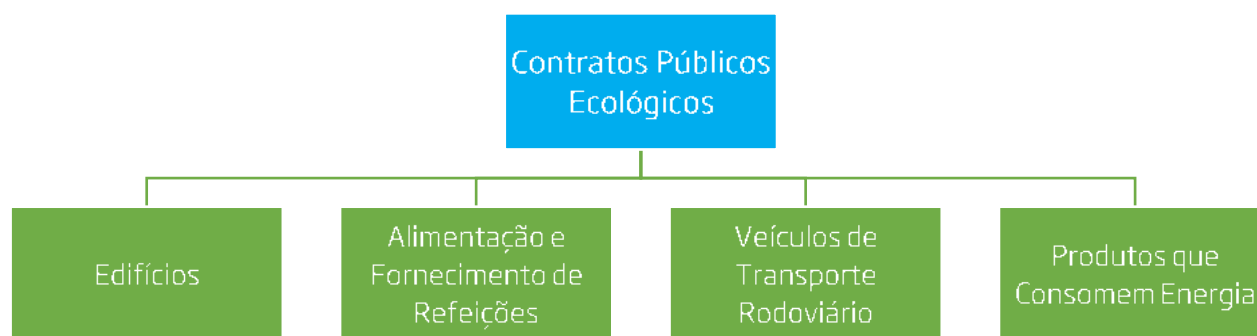 Contratos Públicos
Ecológicos
Edifícios
Alimentação e
Fornecimento de
Refeições
Veículos de
Transporte
Rodoviário
Produtos que
Consomem Energia